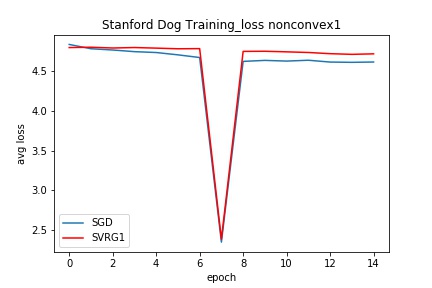 Stanford Dog Training_loss nonconvex1
avg loss
4.5
4.0
3.5
3.0
2.5
SGD
SVRG1
0 2 4 6 8 10 12 14
epoch